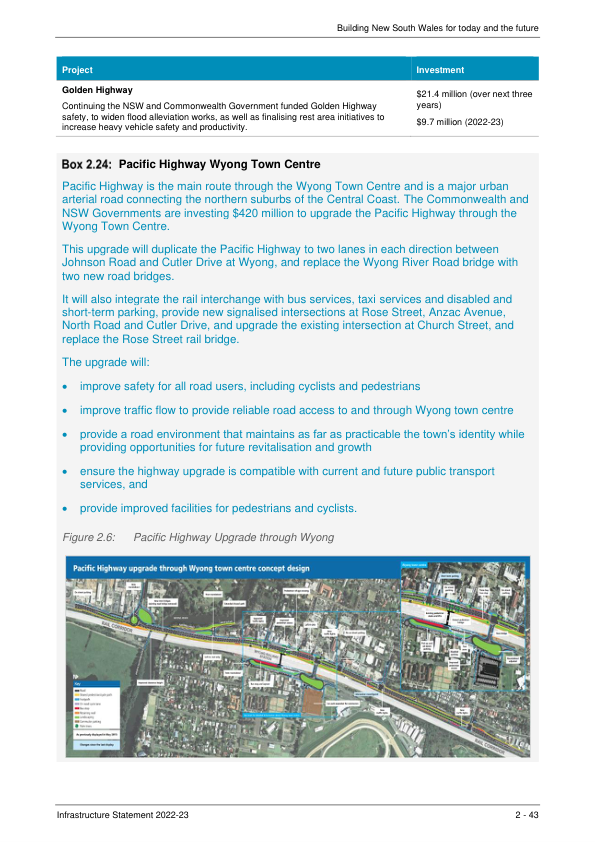 Building New South Wales for today and the future
Project Investment
Golden Highway
Continuing the NSW and Commonwealth Government funded Golden Highway
safety, to widen flood alleviation works, as well as finalising rest area initiatives to
increase heavy vehicle safety and productivity.
$21.4 million (over next three
years)
$9.7 million (2022-23)
Box 2.24: Pacific Highway Wyong Town Centre
Pacific Highway is the main route through the Wyong Town Centre and is a major urban
arterial road connecting the northern suburbs of the Central Coast. The Commonwealth and
NSW Governments are investing $420 million to upgrade the Pacific Highway through the
Wyong Town Centre.
This upgrade will duplicate the Pacific Highway to two lanes in each direction between
Johnson Road and Cutler Drive at Wyong, and replace the Wyong River Road bridge with
two new road bridges.
It will also integrate the rail interchange with bus services, taxi services and disabled and
short-term parking, provide new signalised intersections at Rose Street, Anzac Avenue,
North Road and Cutler Drive, and upgrade the existing intersection at Church Street, and
replace the Rose Street rail bridge.
The upgrade will:
• improve safety for all road users, including cyclists and pedestrians
• improve traffic flow to provide reliable road access to and through Wyong town centre
• provide a road environment that maintains as far as practicable the town's identity while
providing opportunities for future revitalisation and growth
• ensure the highway upgrade is compatible with current and future public transport
services, and
• provide improved facilities for pedestrians and cyclists.
Figure 2.6: Pacific Highway Upgrade through Wyong
Pacific Highway upgrade through Wyong town centre concept design
RAIL CORRIDOR
RAIL CORRIDOR
Infrastructure Statement 2022-23 2 - 43